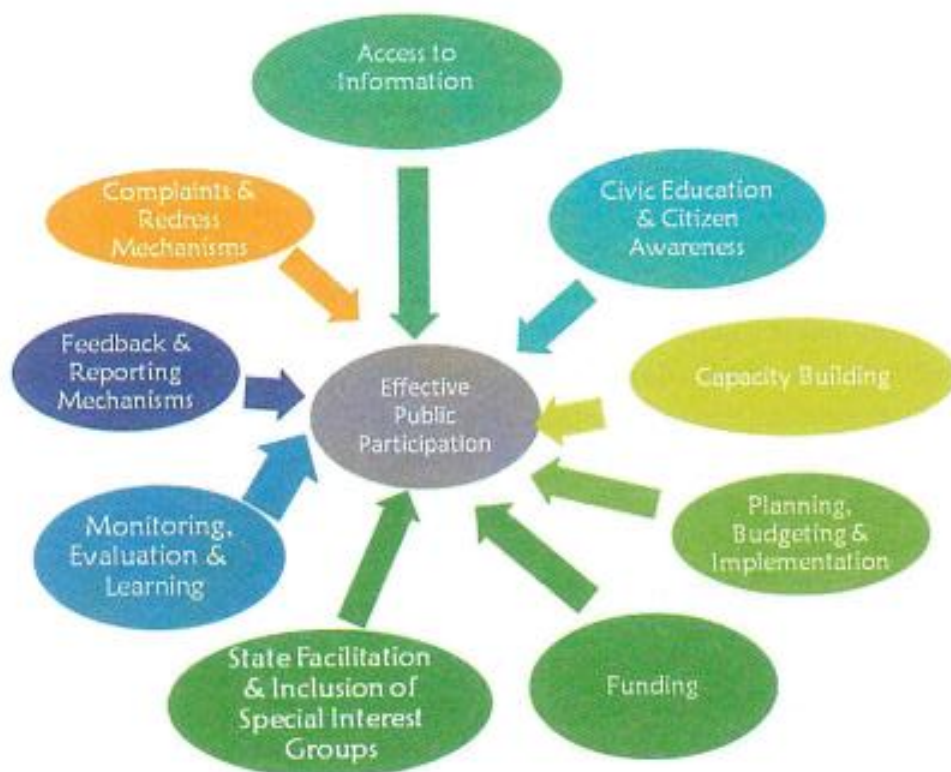 Access to
Information
Civic Education
& Citizen
Awareness
Capacity Building
Planning,
Budgeting &
Implementation
Funding
State Facilitation
& Inclusion of
Special Interest
Groups
Monitoring,
Evaluation &
Learning
Feedback &
Reporting
Mechanisms
Complaints &
Redress
Mechanisms
Effective
Public
Participation